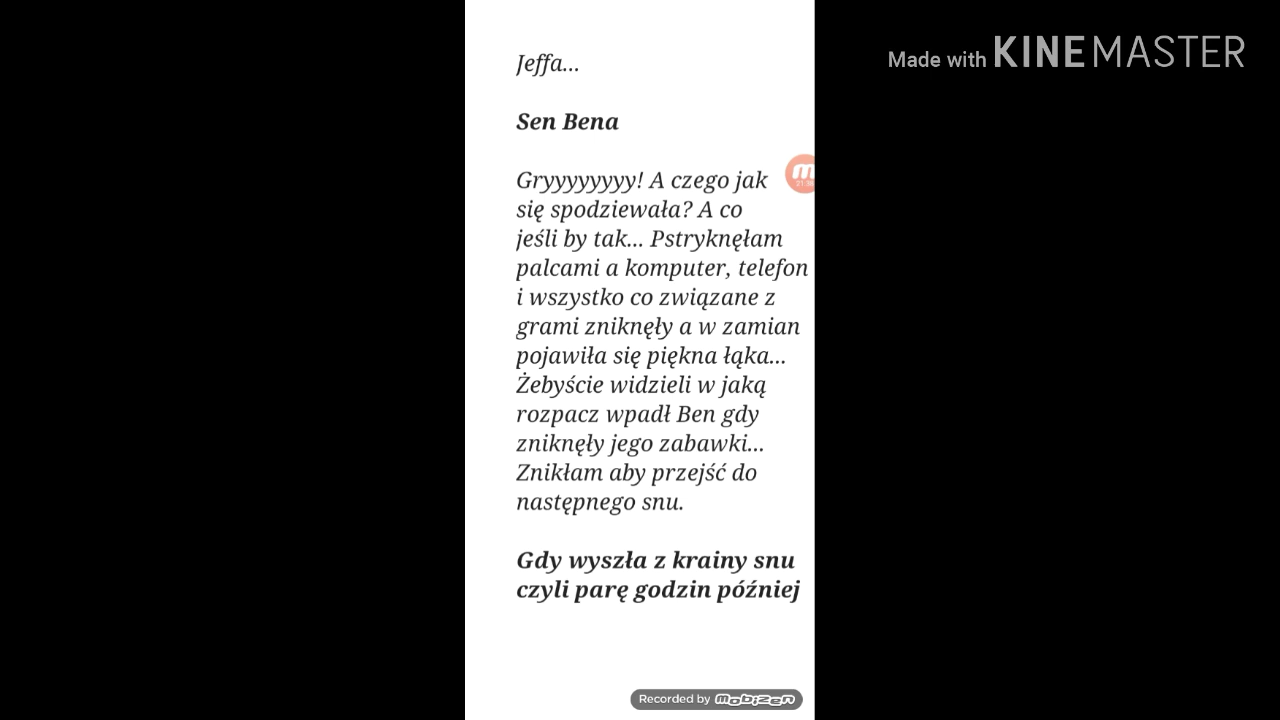 Jeffa...
Made with KINEMASTER
Sen Bena
Gryyyyyyyy! A czego jak
się spodziewała? A co
jeśli by tak... Pstryknęłam
palcami a komputer, telefon
i wszystko co związane z
grami zniknęły a w zamian
pojawiła się piękna łąka...
Żebyście widzieli w jaką
rozpacz wpadł Ben gdy
zniknęły jego zabawki...
Znikłam aby przejść do
następnego snu.
Gdy wyszła z krainy snu
czyli parę godzin później
Recorded by mobizen